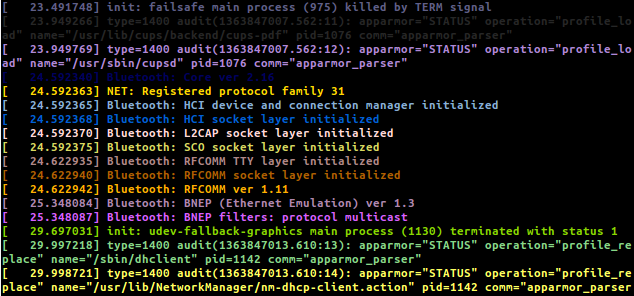 [   23.491748] init: failsafe main process (975) killed by TERM signal
[   23.949266] type=1400 audit(1363847007.562:11): apparmor="STATUS" operation="profile_lo
ad" name="/usr/lib/cups/backend/cups-pdf" pid=1076 comm="apparmor_parser"
[   23.949769] type=1400 audit(1363847007.562:12): apparmor="STATUS" operation="profile_lo
ad" name="/usr/sbin/cupsd" pid=1076 comm="apparmor_parser"
[   24.592340] Bluetooth: Core ver 2.16
[   24.592363] NET: Registered protocol family 31
[   24.592365] Bluetooth: HCI device and connection manager initialized
[   24.592368] Bluetooth: HCI socket layer initialized
[   24.592370] Bluetooth: L2CAP socket layer initialized
[   24.592375] Bluetooth: SCO socket layer initialized
[   24.622935] Bluetooth: RFCOMM TTY layer initialized
[   24.622940] Bluetooth: RFCOMM socket layer initialized
[   24.622942] Bluetooth: RFCOMM ver 1.11
[   25.348084] Bluetooth: BNEP (Ethernet Emulation) ver 1.3
[   25.348087] Bluetooth: BNEP filters: protocol multicast
[   29.697031] init: udev-fallback-graphics main process (1130) terminated with status 1
[   29.997218] type=1400 audit(1363847013.610:13): apparmor="STATUS" operation="profile_re
place" name="/sbin/dhclient" pid=1142 comm="apparmor_parser"
[   29.998721] type=1400 audit(1363847013.610:14): apparmor="STATUS" operation="profile_re
place" name="/usr/lib/NetworkManager/nm-dhcp-client.action" pid=1142 comm="apparmor_parser